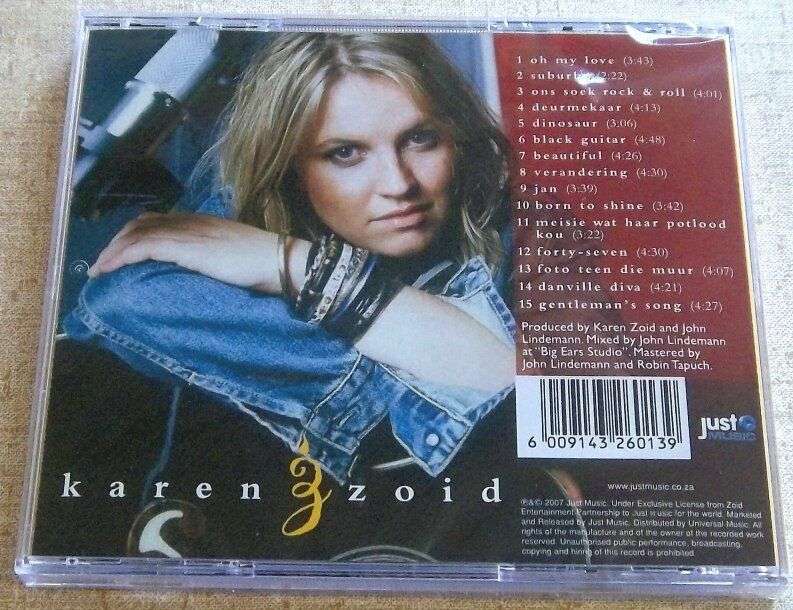 1 oh my love (3:43)
2 suburbia (2:22)
3 ons soek rock & roll (4:01)
4 deurmekaar (4:13)
5 dinosaur (3:06)
6 black guitar (4:48)
7 beautiful (4:26)
8 verandering (4:30)
9 jan (3:39)
10 born to shine (3:42)
11 meisie wat haar potlood
kou (3:22)
12 forty-seven (4:30)
13 foto teen die muur (4:07)
14 danville diva (4:21)
15 gentleman's song (4:27)
Produced by Karen Zoid and John
Lindemann. Mixed by John Lindemann
at "Big Ears Studio". Mastered by
John Lindemann and Robin Tapuch.
6 009143 260139
just
MUSIC
karen zoid
www.justmusic.co.za
℗&© 2007 Just Music. Under Exclusive License from Zoid
Entertainment Partnership to Just Music for the world. Marketed
and Released by Just Music. Distributed by Universal Music. All
rights of the manufacture and of the owner of the recorded work
reserved. Unauthorised public performance, broadcasting,
copying and hiring of this record is prohibited